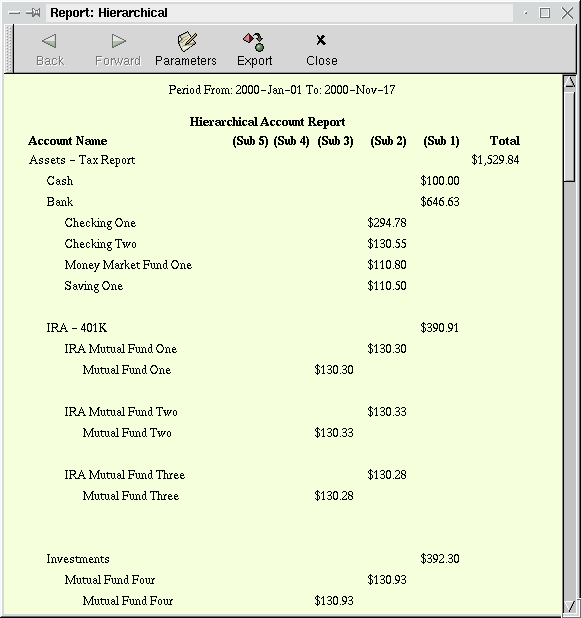 Report: Hierarchical
Back Forward Parameters Export Close
Period From: 2000-Jan-01 To: 2000-Nov-17
Hierarchical Account Report
Account Name (Sub 5) (Sub 4) (Sub 3) (Sub 2) (Sub 1) Total
Assets - Tax Report $1,529.84
Cash $100.00
Bank $646.63
Checking One $294.78
Checking Two $130.55
Money Market Fund One $110.80
Saving One $110.50
IRA - 401K $390.91
IRA Mutual Fund One $130.30
Mutual Fund One $130.30
IRA Mutual Fund Two $130.33
Mutual Fund Two $130.33
IRA Mutual Fund Three $130.28
Mutual Fund Three $130.28
Investments $392.30
Mutual Fund Four $130.93
Mutual Fund Four $130.93